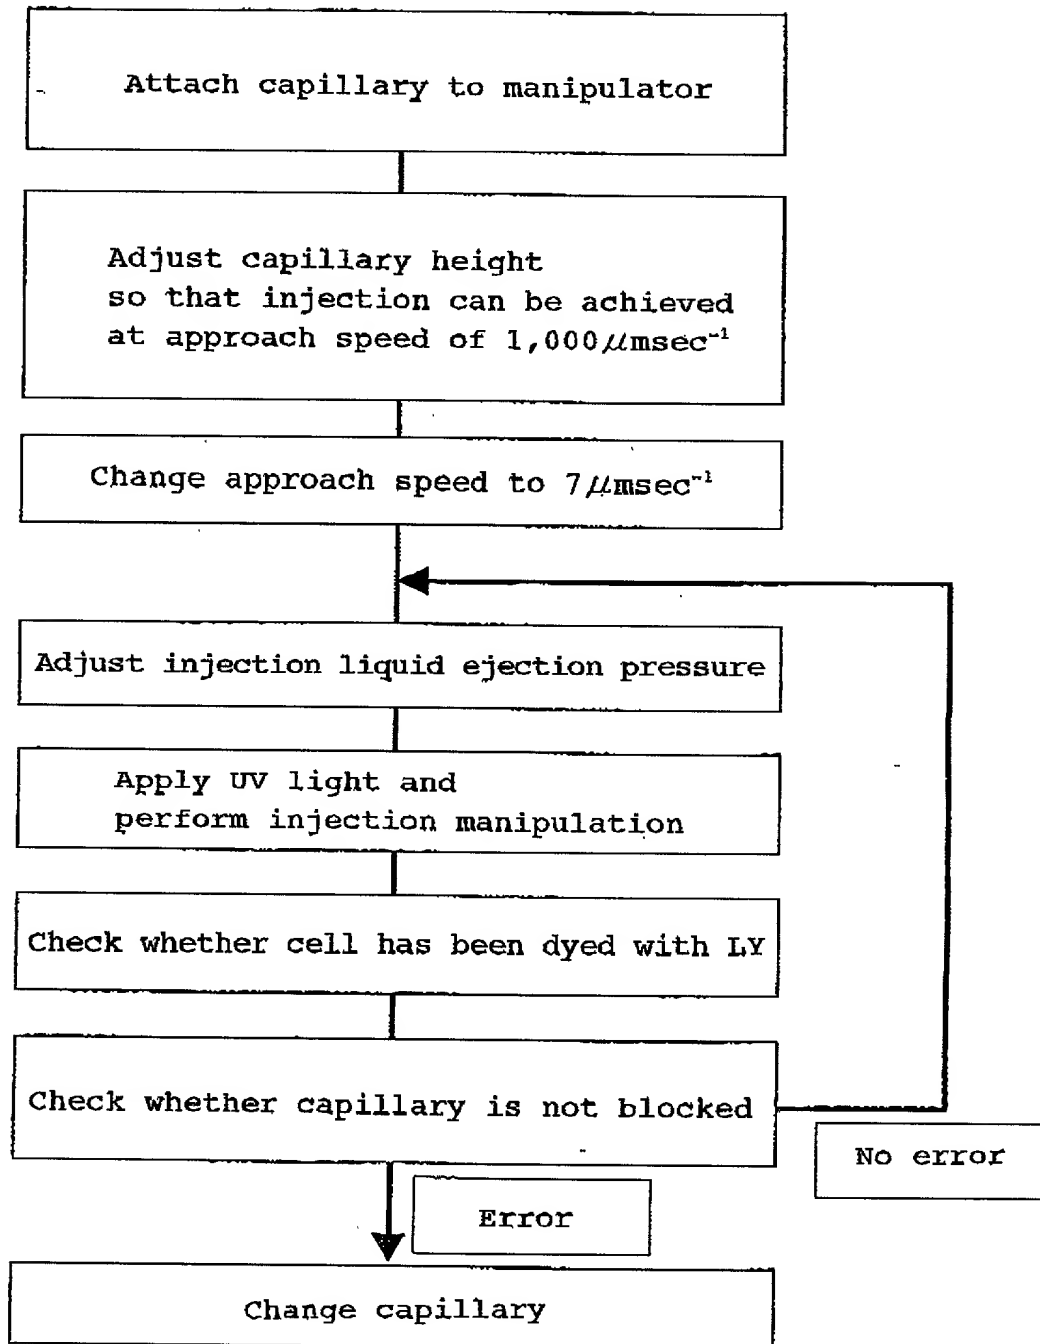 Attach capillary to manipulator
Adjust capillary height
so that injection can be achieved
at approach speed of 1,000μmsec⁻¹
Change approach speed to 7μmsec⁻¹
Adjust injection liquid ejection pressure
Apply UV light and
perform injection manipulation
Check whether cell has been dyed with LY
Check whether capillary is not blocked
No error
Error
Change capillary